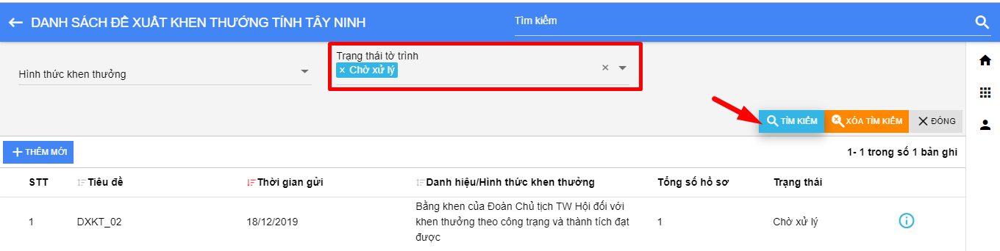 DANH SÁCH ĐỀ XUẤT KHEN THƯỞNG TỈNH TÂY NINH
Tìm kiếm
Hình thức khen thưởng
Trạng thái tờ trình
× Chờ xử lý
×
TÌM KIẾM
XÓA TÌM KIẾM
ĐÓNG
THÊM MỚI
1- 1 trong số 1 bản ghi
STT Tiêu đề Thời gian gửi Danh hiệu/Hình thức khen thưởng Tổng số hồ sơ Trạng thái
Bằng khen của Đoàn Chủ tịch TW Hội đối với
1 DXKT_02 18/12/2019 khen thưởng theo công trạng và thành tích đạt 1 Chờ xử lý
được